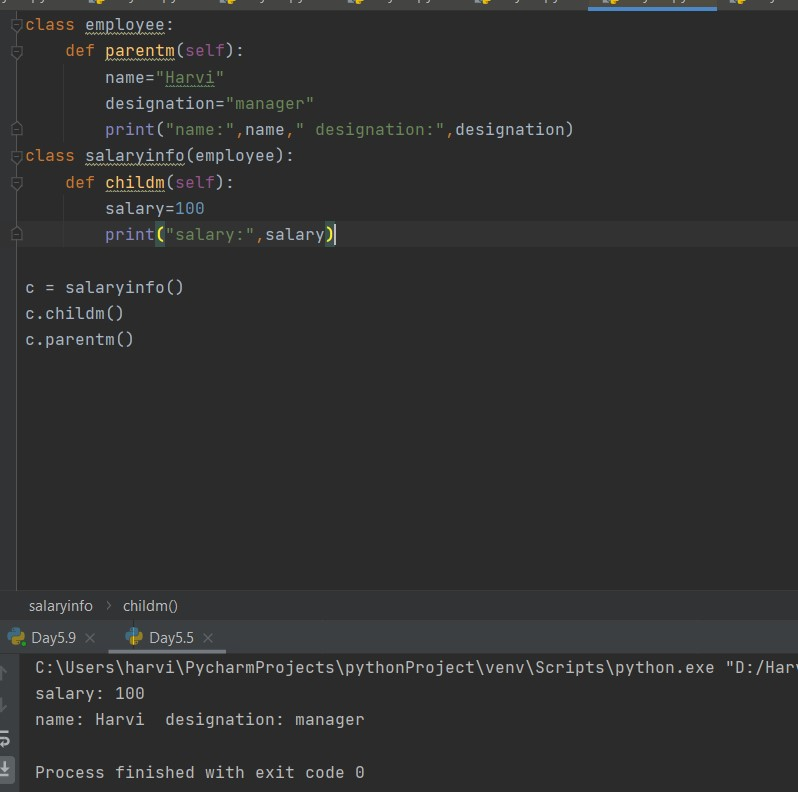 class employee:
    def parentm(self):
        name="Harvi"
        designation="manager"
        print("name:",name," designation:",designation)
class salaryinfo(employee):
    def childm(self):
        salary=100
        print("salary:",salary)

c = salaryinfo()
c.childm()
c.parentm()
salaryinfo > childm()
Day5.9 × Day5.5 ×
C:\Users\harvi\PycharmProjects\pythonProject\venv\Scripts\python.exe
salary: 100
name: Harvi  designation: manager

Process finished with exit code 0